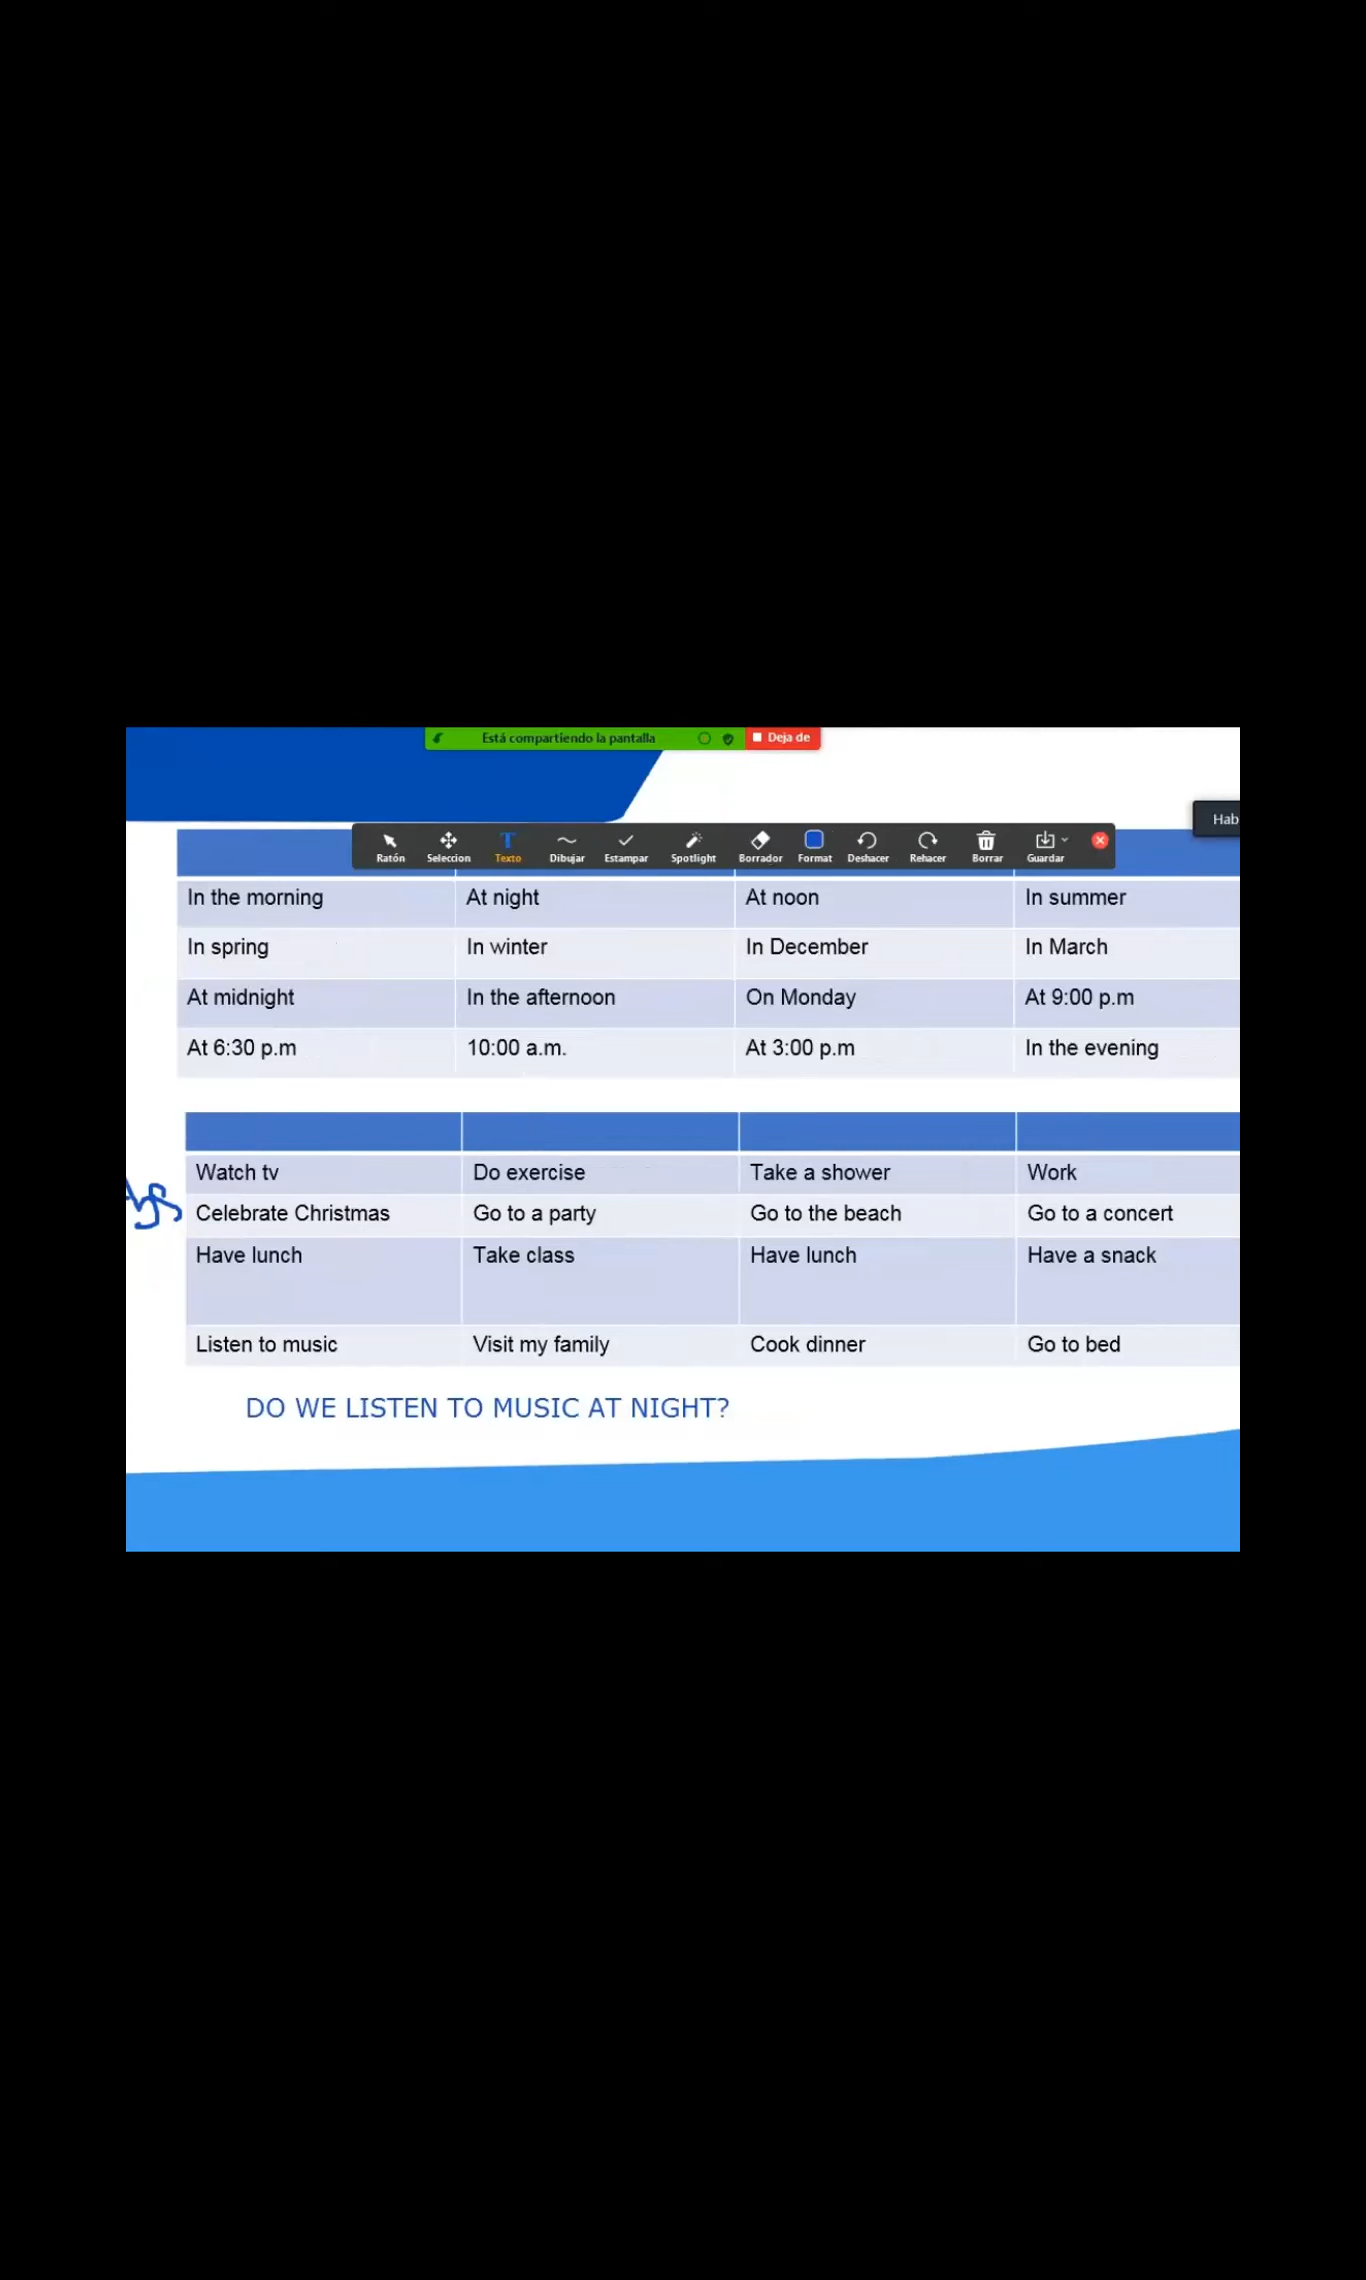 Está compartiendo la pantalla Deja de
Hab
Ratón Seleccion Texto Dibujar Estampar Spotlight Borrador Format Deshacer Rehacer Borrar Guardar
In the morning At night At noon In summer
In spring In winter In December In March
At midnight In the afternoon On Monday At 9:00 p.m
At 6:30 p.m 10:00 a.m. At 3:00 p.m In the evening
Watch tv Do exercise Take a shower Work
Celebrate Christmas Go to a party Go to the beach Go to a concert
Have lunch Take class Have lunch Have a snack
Listen to music Visit my family Cook dinner Go to bed
DO WE LISTEN TO MUSIC AT NIGHT?